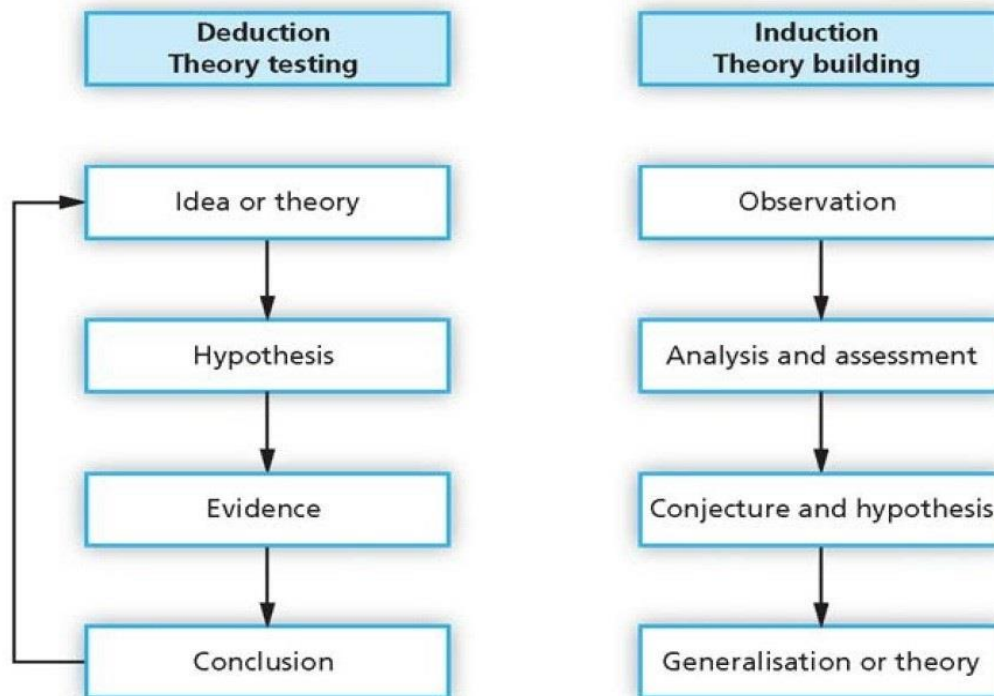 Deduction
Theory testing
Idea or theory
Hypothesis
Evidence
Conclusion
Induction
Theory building
Observation
Analysis and assessment
Conjecture and hypothesis
Generalisation or theory